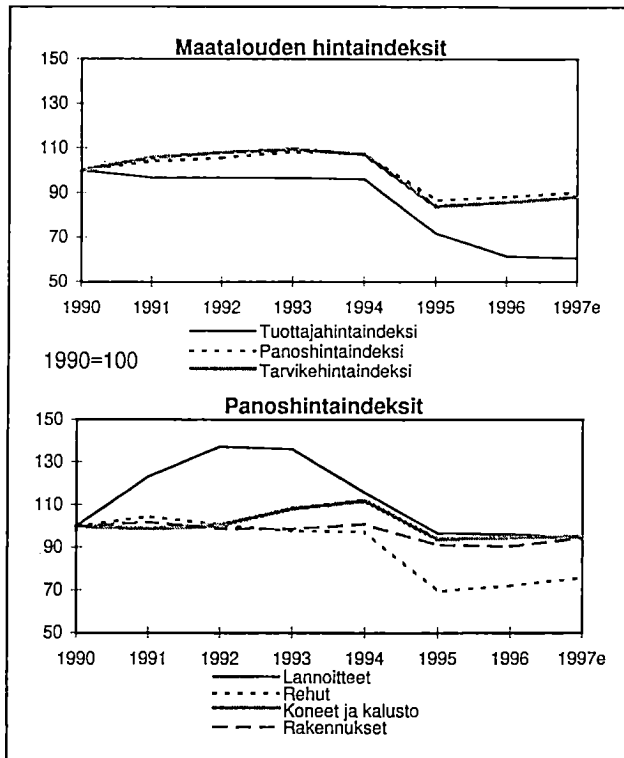 Maatalouden hintaindeksit
150
130
110
90
70
50
1990 1991 1992 1993 1994 1995 1996 1997e
Tuottajahintaindeksi
1990=100
Panoshintaindeksi
Tarvikehintaindeksi
Panoshintaindeksit
150
130
110
90
70
50
1990 1991 1992 1993 1994 1995 1996 1997e
Lannoitteet
Rehut
Koneet ja kalusto
Rakennukset